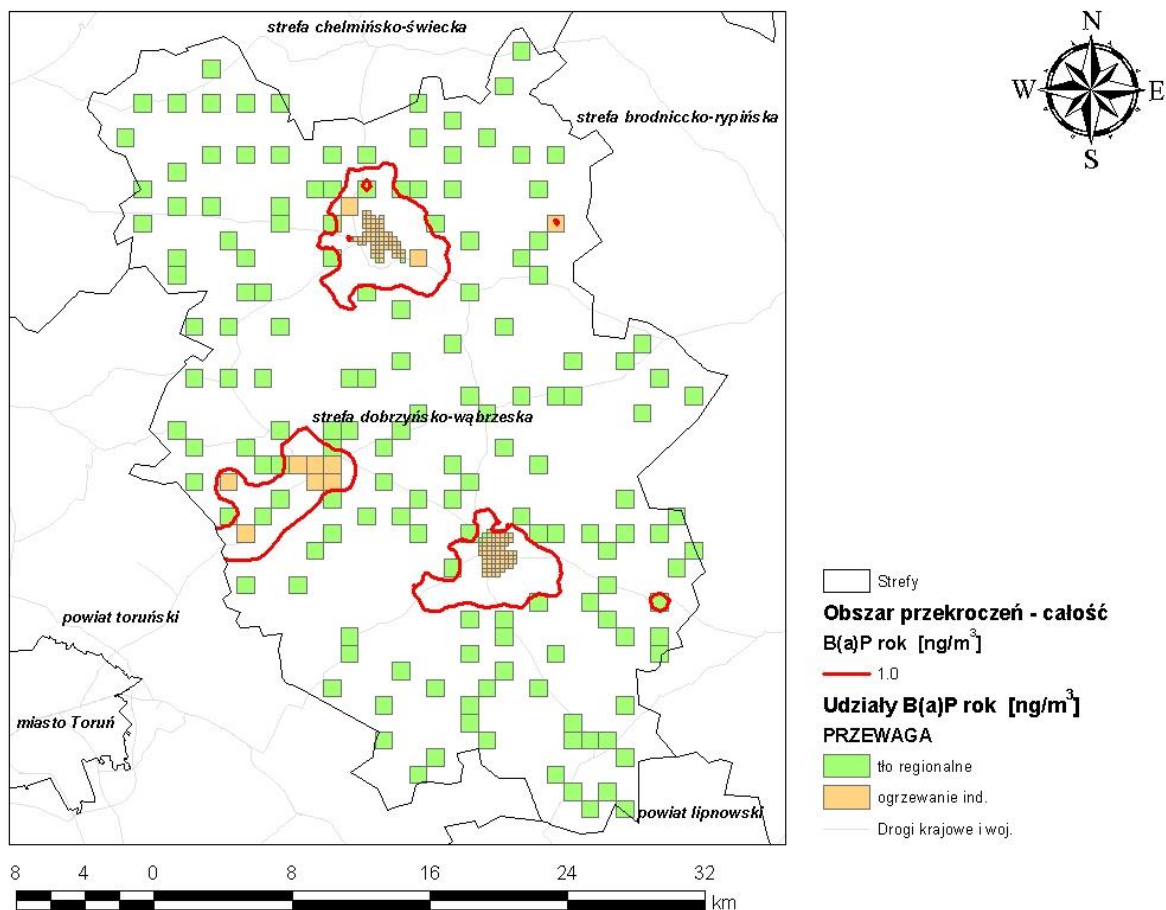 strefa chełmińsko-świecka
strefa brodniccko-rypińska
N
W
E
S
strefa dobrzyńsko-wąbrzeska
powiat toruński
miasto Toruń
powiat lipnowski
Strefy
Obszar przekroczeń - całość
B(a)P rok [ng/m³]
1.0
Udziały B(a)P rok [ng/m³]
PRZEWAGA
tło regionalne
ogrzewanie ind.
Drogi krajowe i woj.
8 4 0 8 16 24 32
km